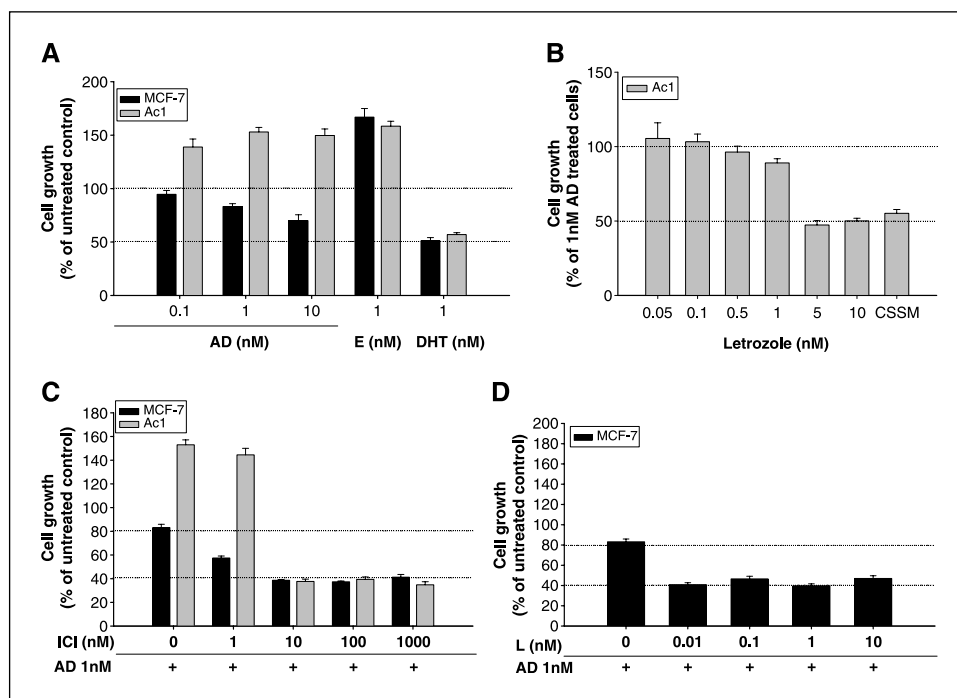 A
MCF-7
Ac1
Cell growth
(% of untreated control)
200
150
100
50
0
0.1 1 10 1 1
AD (nM) E (nM) DHT (nM)
B
Ac1
Cell growth
(% of 1nM AD treated cells)
150
100
50
0
0.05 0.1 0.5 1 5 10 CSSM
Letrozole (nM)
C
MCF-7
Ac1
Cell growth
(% of untreated control)
180
160
140
120
100
80
60
40
20
0
ICI (nM) 0 1 10 100 1000
AD 1nM + + + + +
D
MCF-7
Cell growth
(% of untreated control)
200
180
160
140
120
100
80
60
40
20
0
L (nM) 0 0.01 0.1 1 10
AD 1nM + + + + +